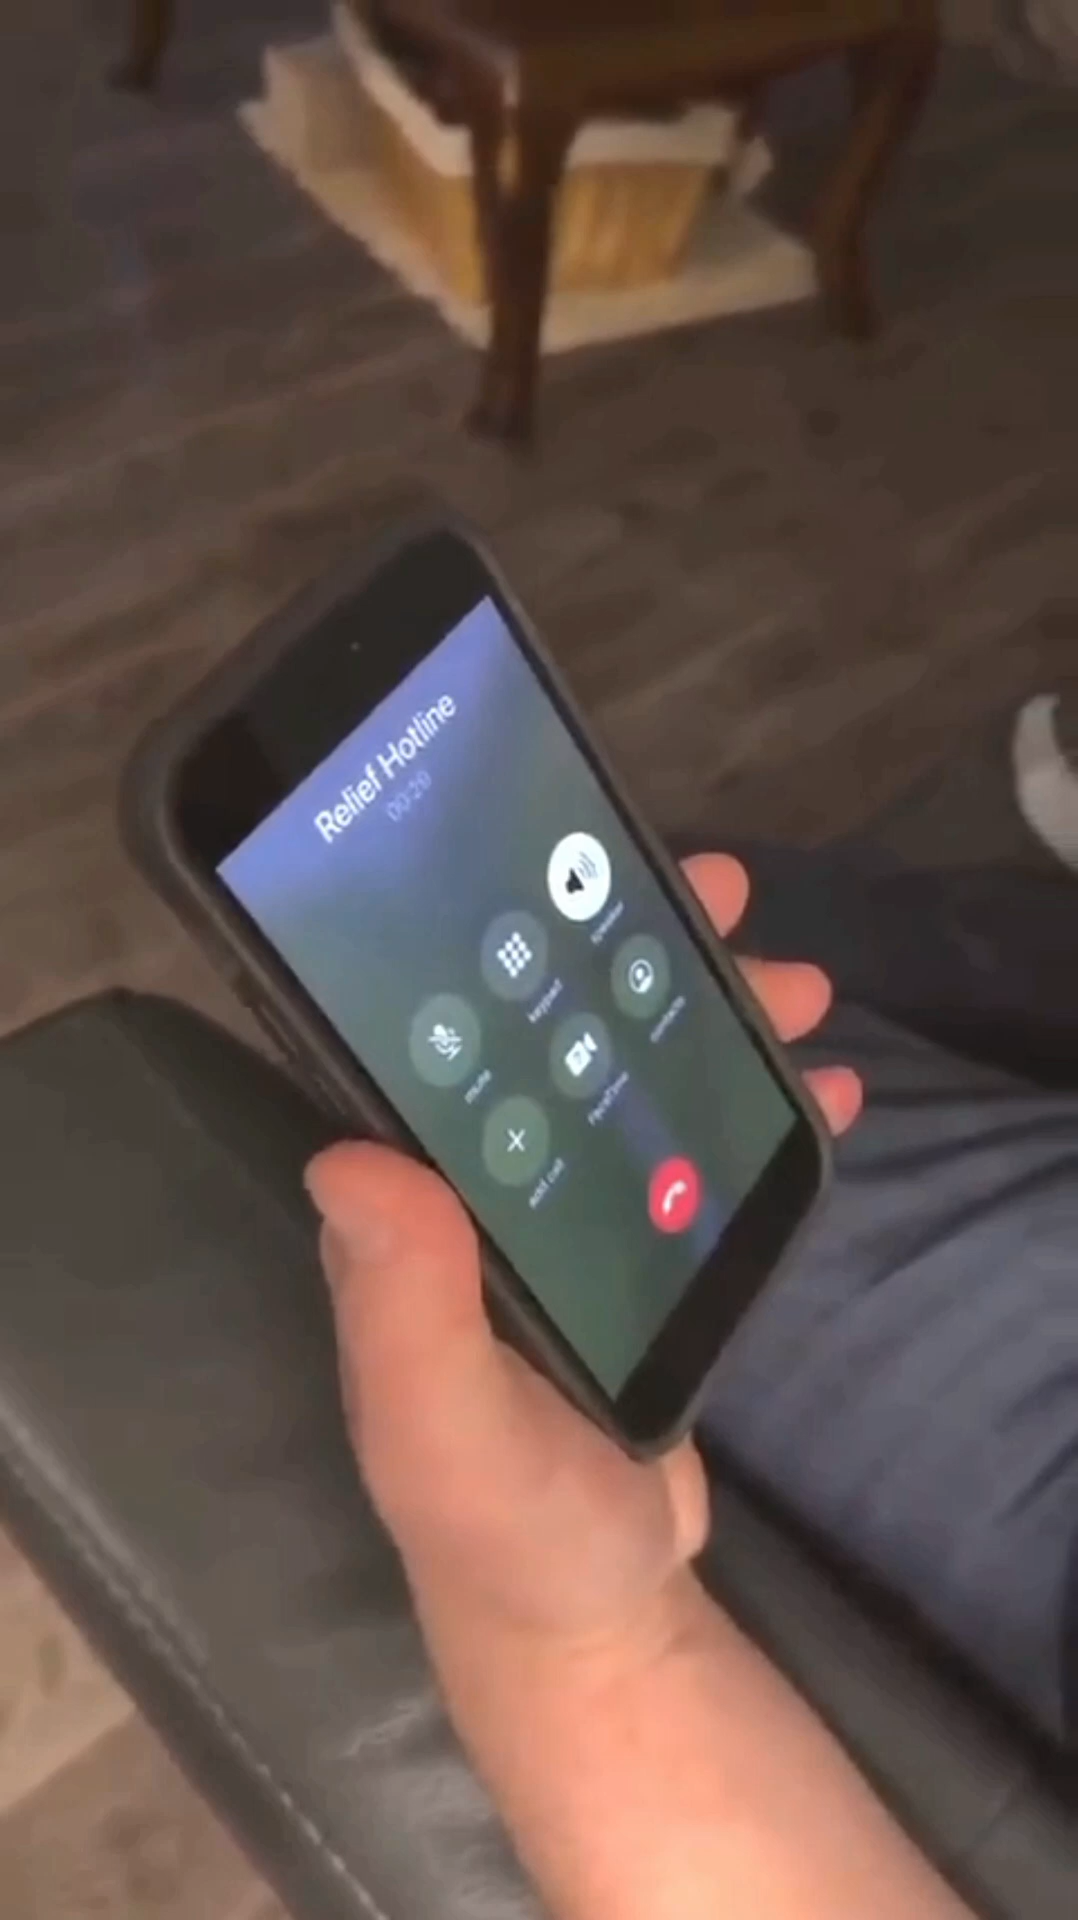 Relief Hotline
00:29
mute
keypad
speaker
add call
FaceTime
contacts